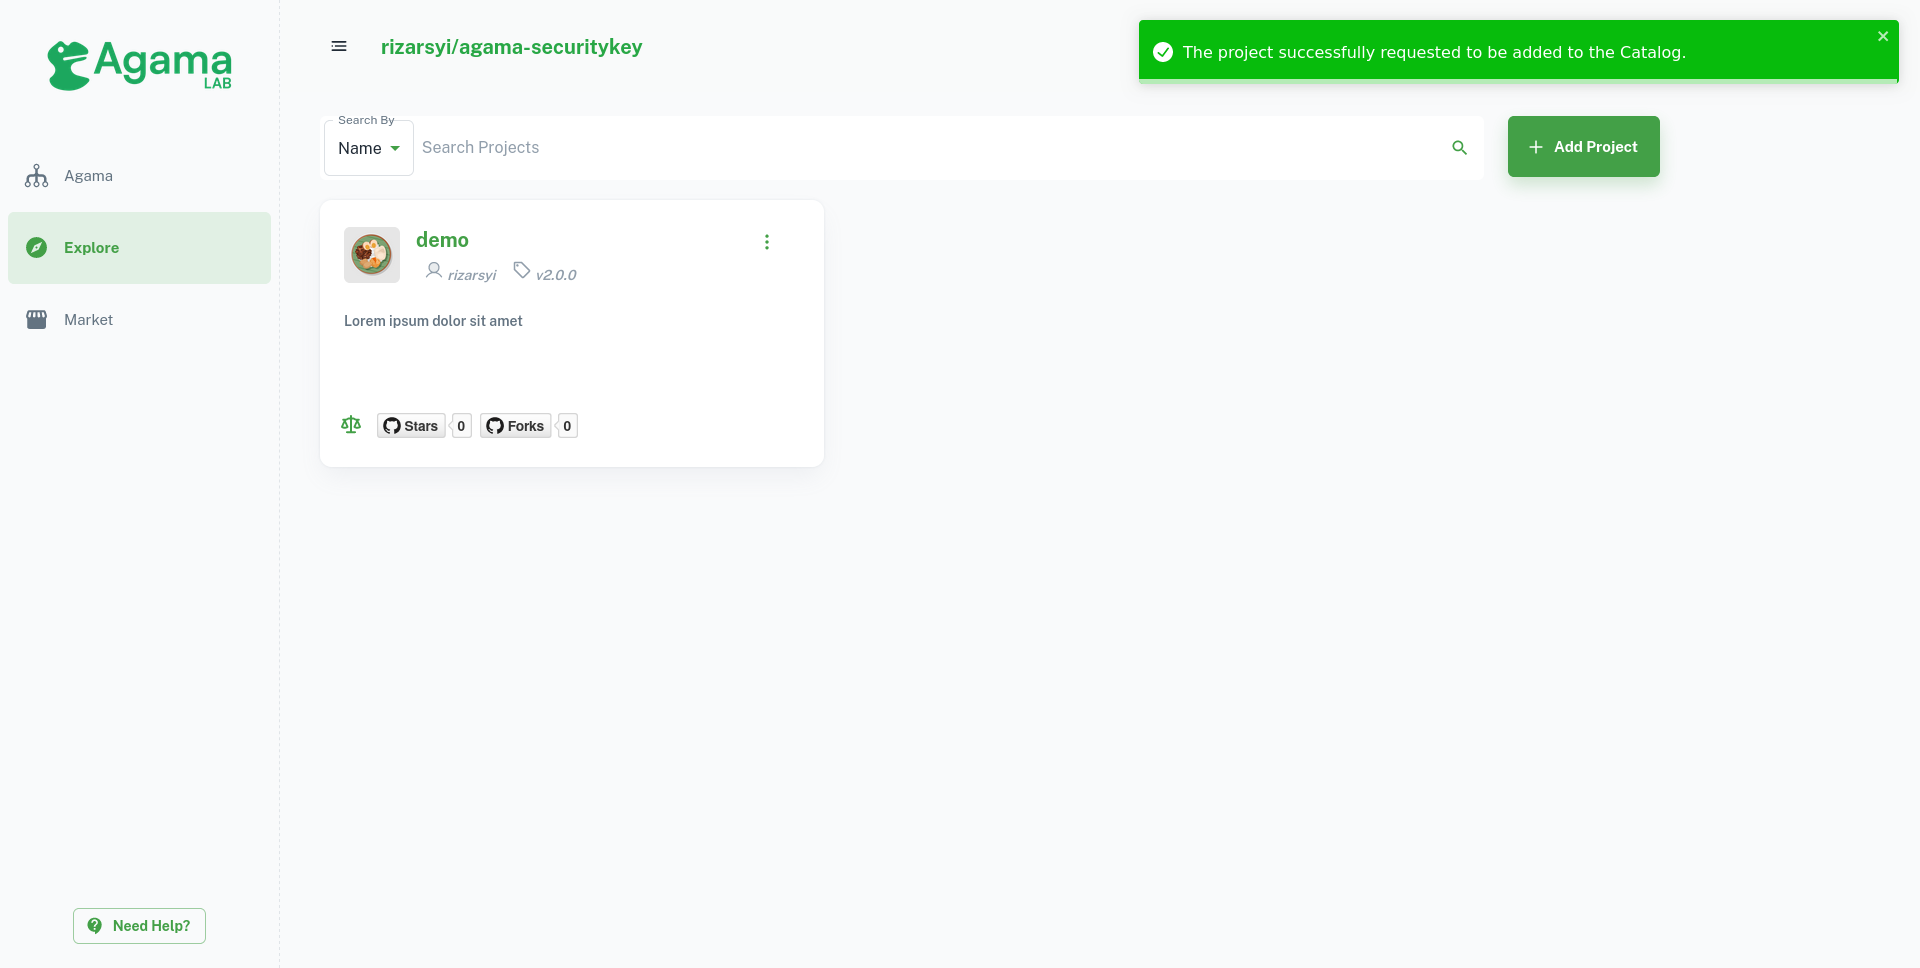 Agama
LAB
rizarsyi/agama-securitykey
The project successfully requested to be added to the Catalog.
Search By
Name
Search Projects
Add Project
Agama
Explore
Market
demo
rizarsyi
v2.0.0
Lorem ipsum dolor sit amet
Stars 0
Forks 0
Need Help?